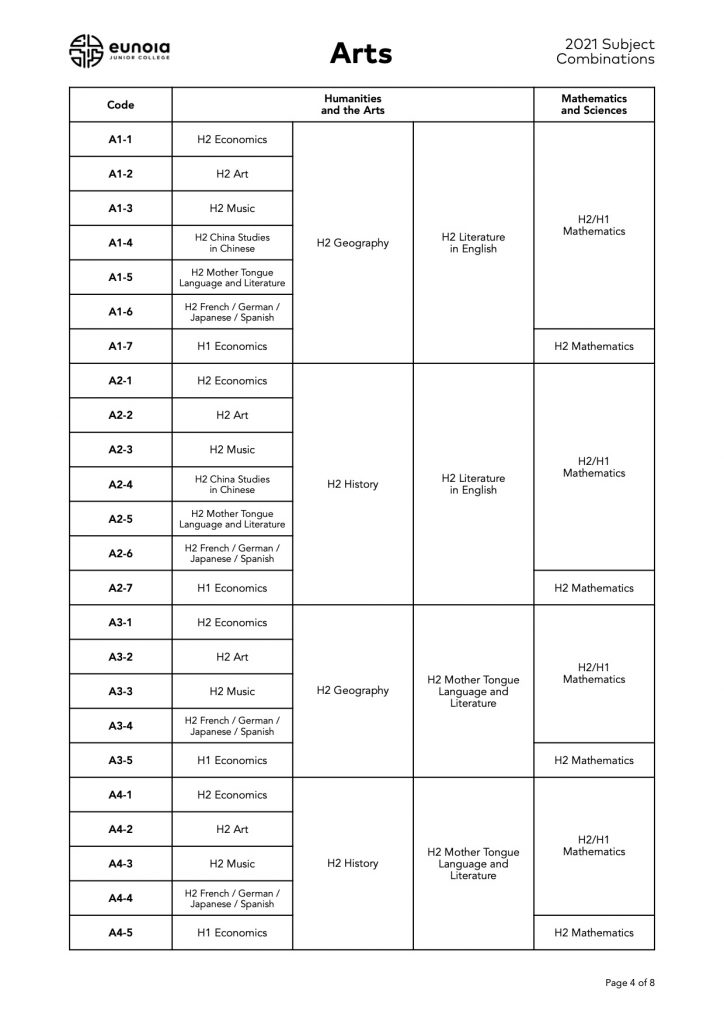 eunoia
JUNIOR COLLEGE
Arts
2021 Subject
Combinations
Code
Humanities
and the Arts
Mathematics
and Sciences
A1-1
H2 Economics
A1-2
H2 Art
A1-3
H2 Music
A1-4
H2 China Studies
in Chinese
A1-5
H2 Mother Tongue
Language and Literature
A1-6
H2 French / German /
Japanese / Spanish
A1-7
H1 Economics
H2 Geography
H2 Literature
in English
H2/H1
Mathematics
H2 Mathematics
A2-1
H2 Economics
A2-2
H2 Art
A2-3
H2 Music
A2-4
H2 China Studies
in Chinese
A2-5
H2 Mother Tongue
Language and Literature
A2-6
H2 French / German /
Japanese / Spanish
A2-7
H1 Economics
H2 History
H2 Literature
in English
H2/H1
Mathematics
H2 Mathematics
A3-1
H2 Economics
A3-2
H2 Art
A3-3
H2 Music
A3-4
H2 French / German /
Japanese / Spanish
A3-5
H1 Economics
H2 Geography
H2 Mother Tongue
Language and
Literature
H2/H1
Mathematics
H2 Mathematics
A4-1
H2 Economics
A4-2
H2 Art
A4-3
H2 Music
A4-4
H2 French / German /
Japanese / Spanish
A4-5
H1 Economics
H2 History
H2 Mother Tongue
Language and
Literature
H2/H1
Mathematics
H2 Mathematics
Page 4 of 8